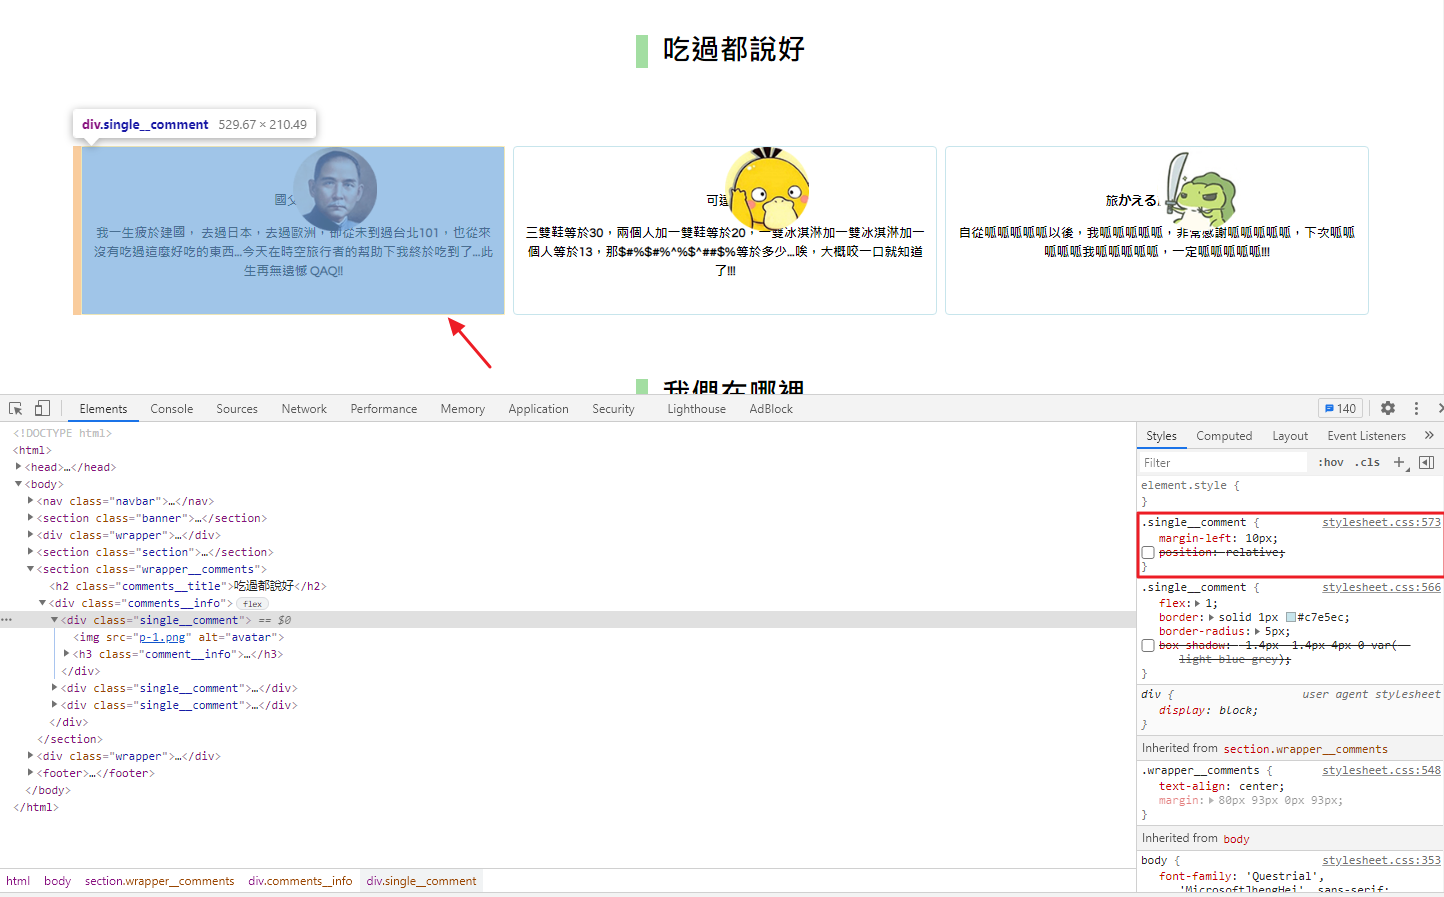 吃過都說好
div.single__comment 529.67 × 210.49
國父
我一生疲於建國, 去過日本,去過歐洲,卻從未到過台北101,也從來
沒有吃過這麼好吃的東西...今天在時空旅行者的幫助下我終於吃到了...此
生再無遺憾 QAQ!!
可達
三雙鞋等於30,兩個人加一雙鞋等於20,一雙冰淇淋加一雙冰淇淋加一
個人等於13,那$#%$#%^%$^##$%等於多少...唉,大概咬一口就知道
了!!!
旅かえる
自從呱呱呱呱呱以後,我呱呱呱呱呱,非常感謝呱呱呱呱呱,下次呱呱
呱呱呱我呱呱呱呱呱,一定呱呱呱呱呱!!!
我們在哪裡
Elements Console Sources Network Performance Memory Application Security Lighthouse AdBlock 140
<!DOCTYPE html>
<html>
<head>…</head>
<body>
<nav class="navbar">…</nav>
<section class="banner">…</section>
<div class="wrapper">…</div>
<section class="section">…</section>
<section class="wrapper__comments">
<h2 class="comments__title">吃過都說好</h2>
<div class="comments__info"> flex
<div class="single__comment"> == $0
<img src="p-1.png" alt="avatar">
<h3 class="comment__info">…</h3>
</div>
<div class="single__comment">…</div>
<div class="single__comment">…</div>
</div>
</section>
<div class="wrapper">…</div>
<footer>…</footer>
</body>
</html>
html body section.wrapper__comments div.comments__info div.single__comment
Styles Computed Layout Event Listeners »
Filter :hov .cls +
element.style {
}
.single__comment { stylesheet.css:573
margin-left: 10px;
position: relative;
}
.single__comment { stylesheet.css:566
flex: 1;
border: solid 1px #c7e5ec;
border-radius: 5px;
box-shadow: -1.4px -1.4px 4px 0 var(--
light-blue-grey);
}
div { user agent stylesheet
display: block;
}
Inherited from section.wrapper__comments
.wrapper__comments { stylesheet.css:548
text-align: center;
margin: 80px 93px 0px 93px;
}
Inherited from body
body { stylesheet.css:353
font-family: 'Questrial',
'MicrosoftJhengHei', sans-serif;